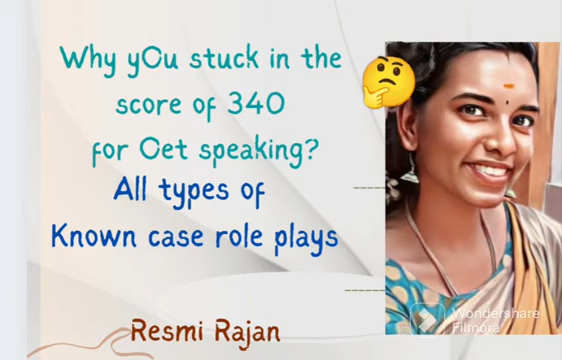 Why yOu stuck in the
score of 340
for Oet speaking?
All types of
Known case role plays
Resmi Rajan
Wondershare
Filmora